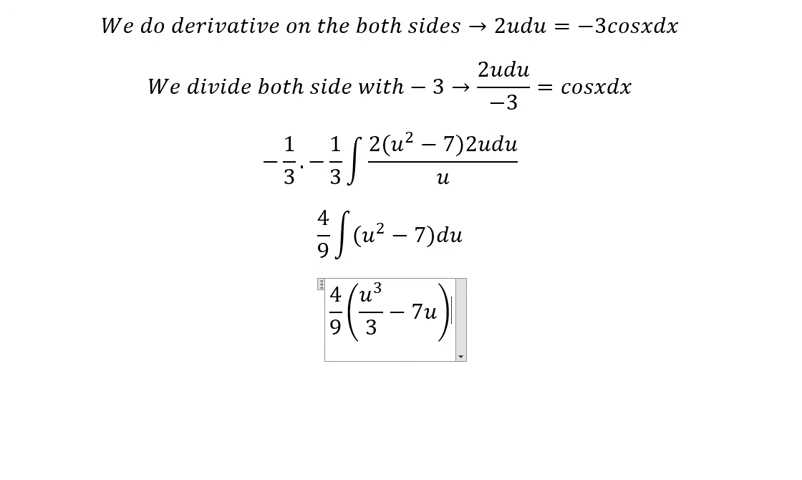 We do derivative on the both sides → 2udu = −3cosxdx
We divide both side with − 3 → 2udu/−3 = cosxdx
−1/3 . −1/3 ∫ 2(u² − 7)2udu/u
4/9 ∫ (u² − 7)du
4/9 (u³/3 − 7u)